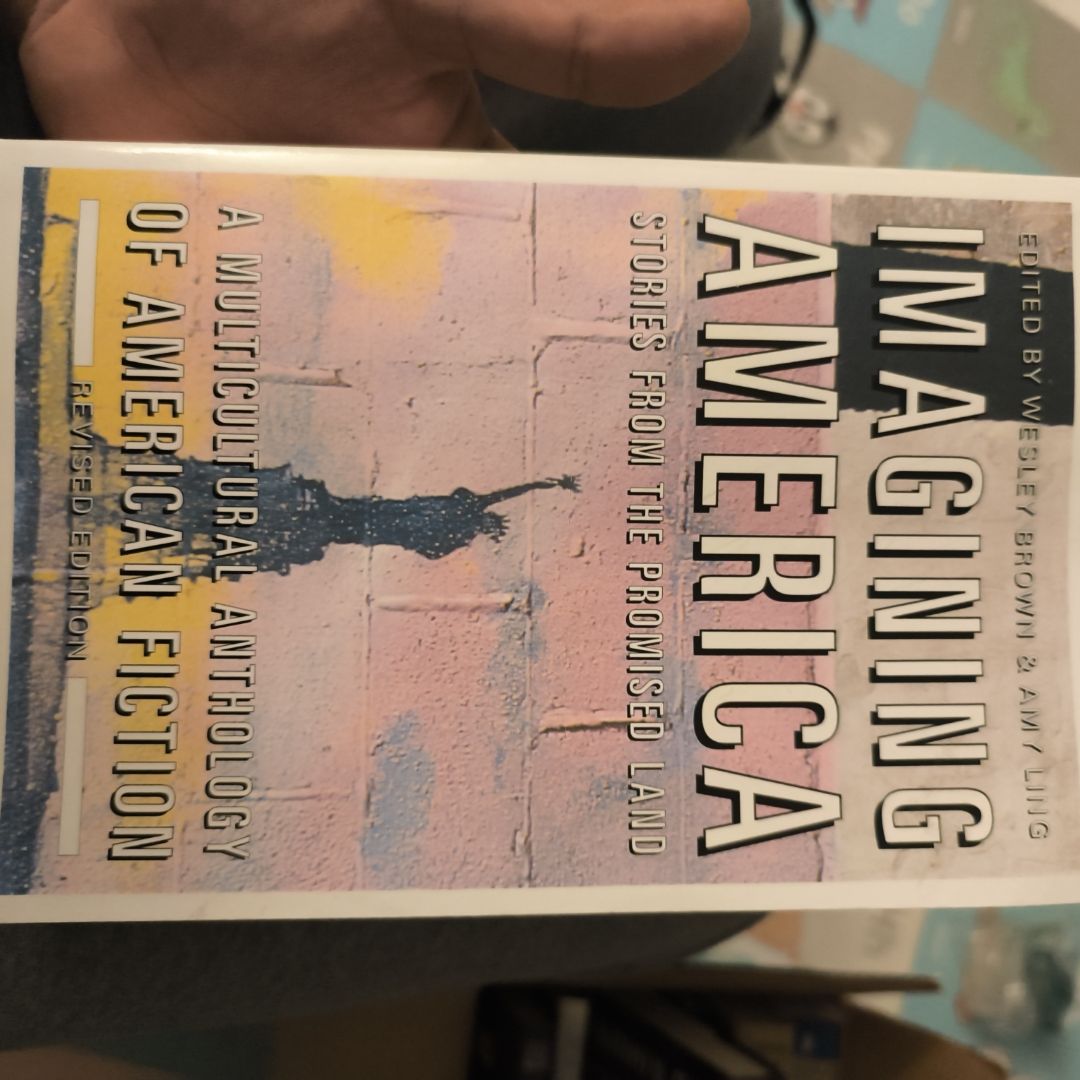 EDITED BY WESLEY BROWN & AMY LING
IMAGINING
AMERICA
STORIES FROM THE PROMISED LAND
A MULTICULTURAL ANTHOLOGY
OF AMERICAN FICTION
REVISED EDITION